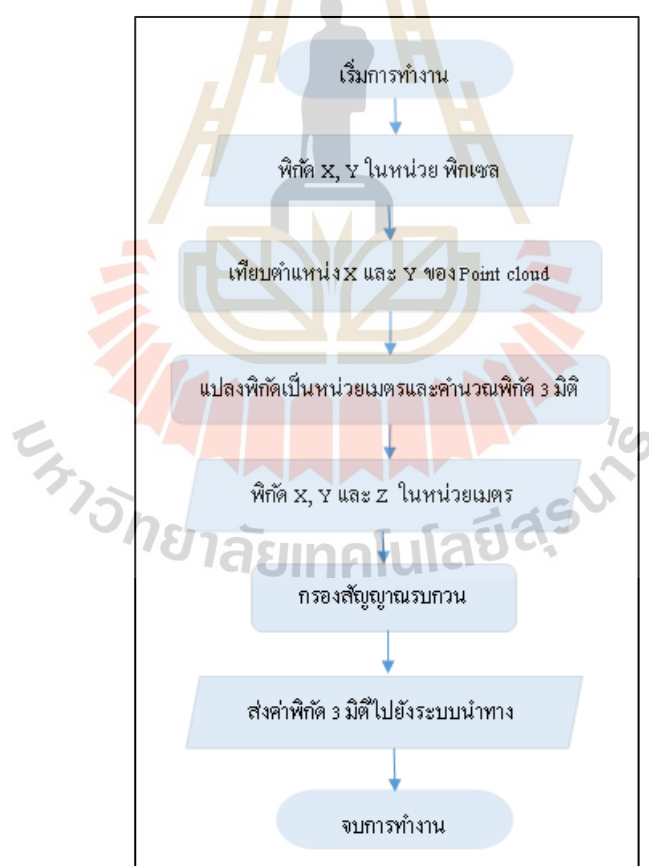 เริ่มการทำงาน
พิกัด X, Y ในหน่วย พิกเซล
เทียบตำแหน่ง X และ Y ของ Point cloud
แปลงพิกัดเป็นหน่วยเมตรและคำนวณพิกัด 3 มิติ
พิกัด X, Y และ Z ในหน่วยเมตร
มหาวิทยาลัยเทคโนโลยีสุรนารี
กรองสัญญาณรบกวน
ส่งค่าพิกัด 3 มิติไปยังระบบนำทาง
จบการทำงาน